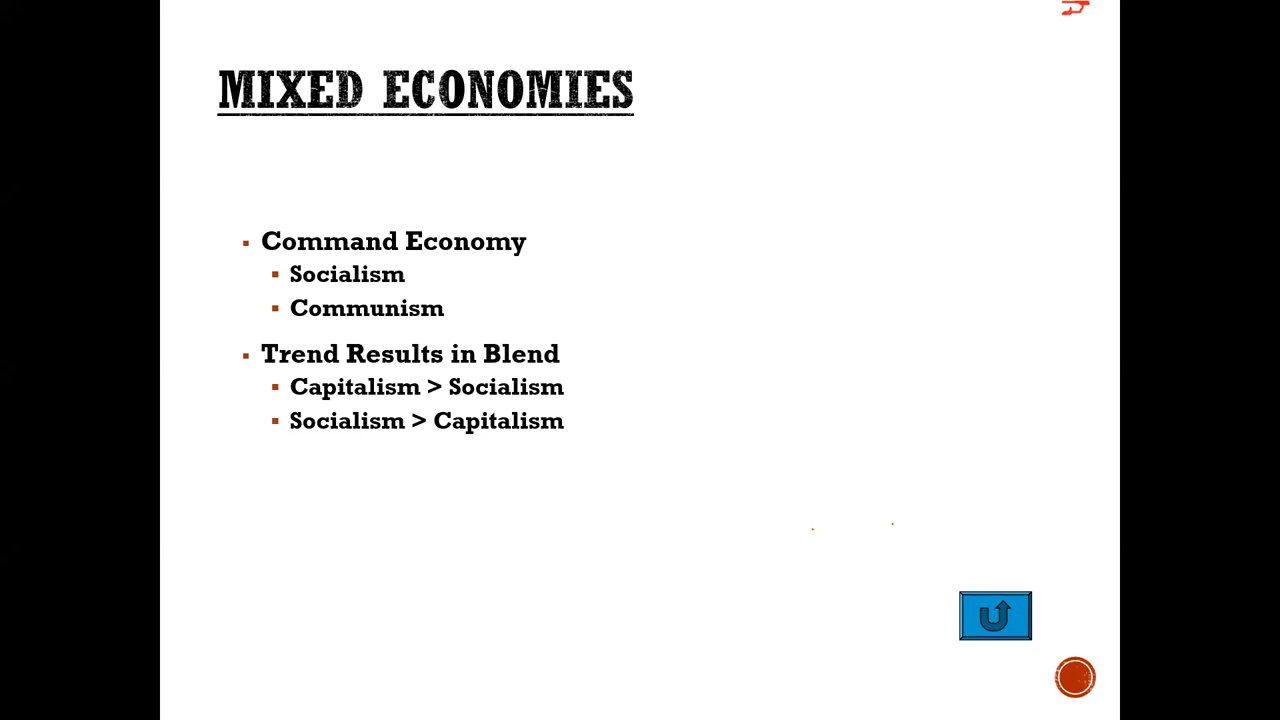 MIXED ECONOMIES
Command Economy
Socialism
Communism
Trend Results in Blend
Capitalism > Socialism
Socialism > Capitalism